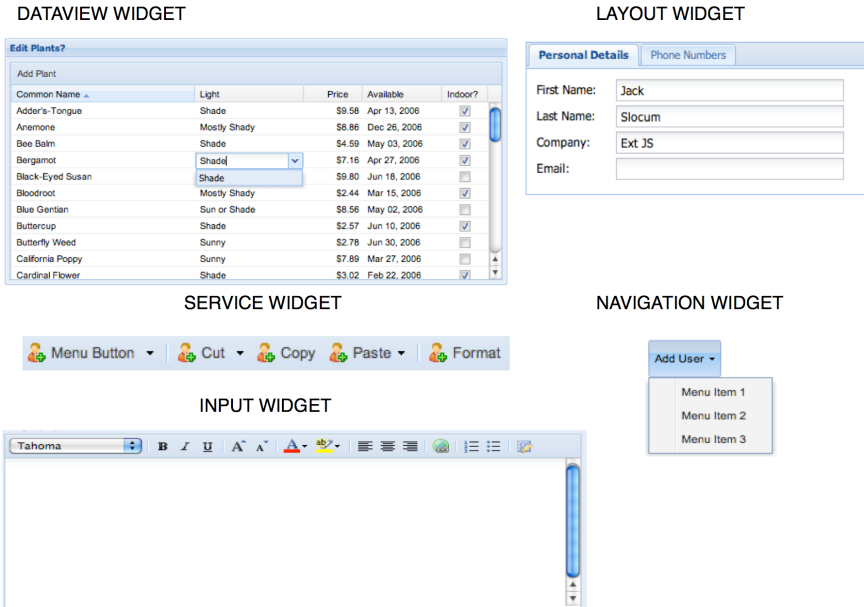 DATAVIEW WIDGET
Edit Plants?
Add Plant
Common Name Light Price Available Indoor?
Adder's-Tongue Shade $9.58 Apr 13, 2006
Anemone Mostly Shady $8.86 Dec 26, 2006
Bee Balm Shade $4.59 May 03, 2006
Bergamot Shade $7.16 Apr 27, 2006
Black-Eyed Susan Shade $9.80 Jun 18, 2006
Bloodroot Mostly Shady $2.44 Mar 15, 2006
Blue Gentian Sun or Shade $8.56 May 02, 2006
Buttercup Shade $2.57 Jun 10, 2006
Butterfly Weed Sunny $2.78 Jun 30, 2006
California Poppy Sunny $7.89 Mar 27, 2006
Cardinal Flower Shade $3.02 Feb 22, 2006
LAYOUT WIDGET
Personal Details Phone Numbers
First Name: Jack
Last Name: Slocum
Company: Ext JS
Email:
SERVICE WIDGET
Menu Button Cut Copy Paste Format
NAVIGATION WIDGET
Add User
Menu Item 1
Menu Item 2
Menu Item 3
INPUT WIDGET
Tahoma B I U A A A ab